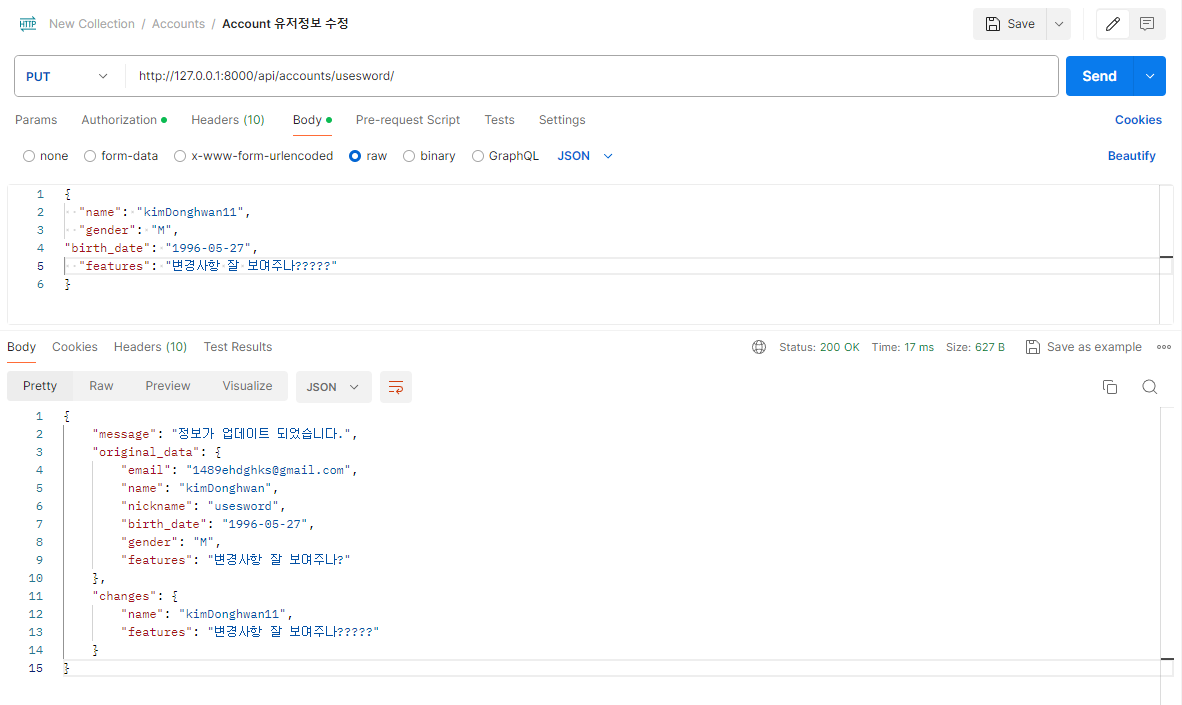 HTTP New Collection / Accounts / Account 유저정보 수정 Save
PUT http://127.0.0.1:8000/api/accounts/usesword/ Send
Params Authorization Headers (10) Body Pre-request Script Tests Settings Cookies
none form-data x-www-form-urlencoded raw binary GraphQL JSON Beautify
1 {
2 "name": "kimDonghwan11",
3 "gender": "M",
4 "birth_date": "1996-05-27",
5 "features": "변경사항 잘 보여주나?????"
6 }
Body Cookies Headers (10) Test Results Status: 200 OK Time: 17 ms Size: 627 B Save as example
Pretty Raw Preview Visualize JSON
1 {
2 "message": "정보가 업데이트 되었습니다.",
3 "original_data": {
4 "email": "1489ehdghks@gmail.com",
5 "name": "kimDonghwan",
6 "nickname": "usesword",
7 "birth_date": "1996-05-27",
8 "gender": "M",
9 "features": "변경사항 잘 보여주나?"
10 },
11 "changes": {
12 "name": "kimDonghwan11",
13 "features": "변경사항 잘 보여주나?????"
14 }
15 }